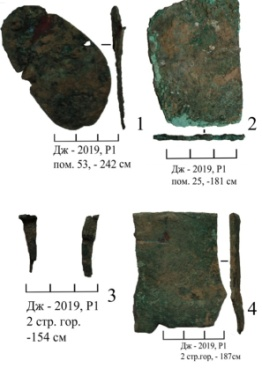 1
Дж - 2019, Р1
пом. 53, - 242 см
2
Дж - 2019, Р1
пом. 25, -181 см
3
Дж - 2019, Р1
2 стр. гор.
-154 см
4
Дж - 2019, Р1
2 стр.гор, - 187см